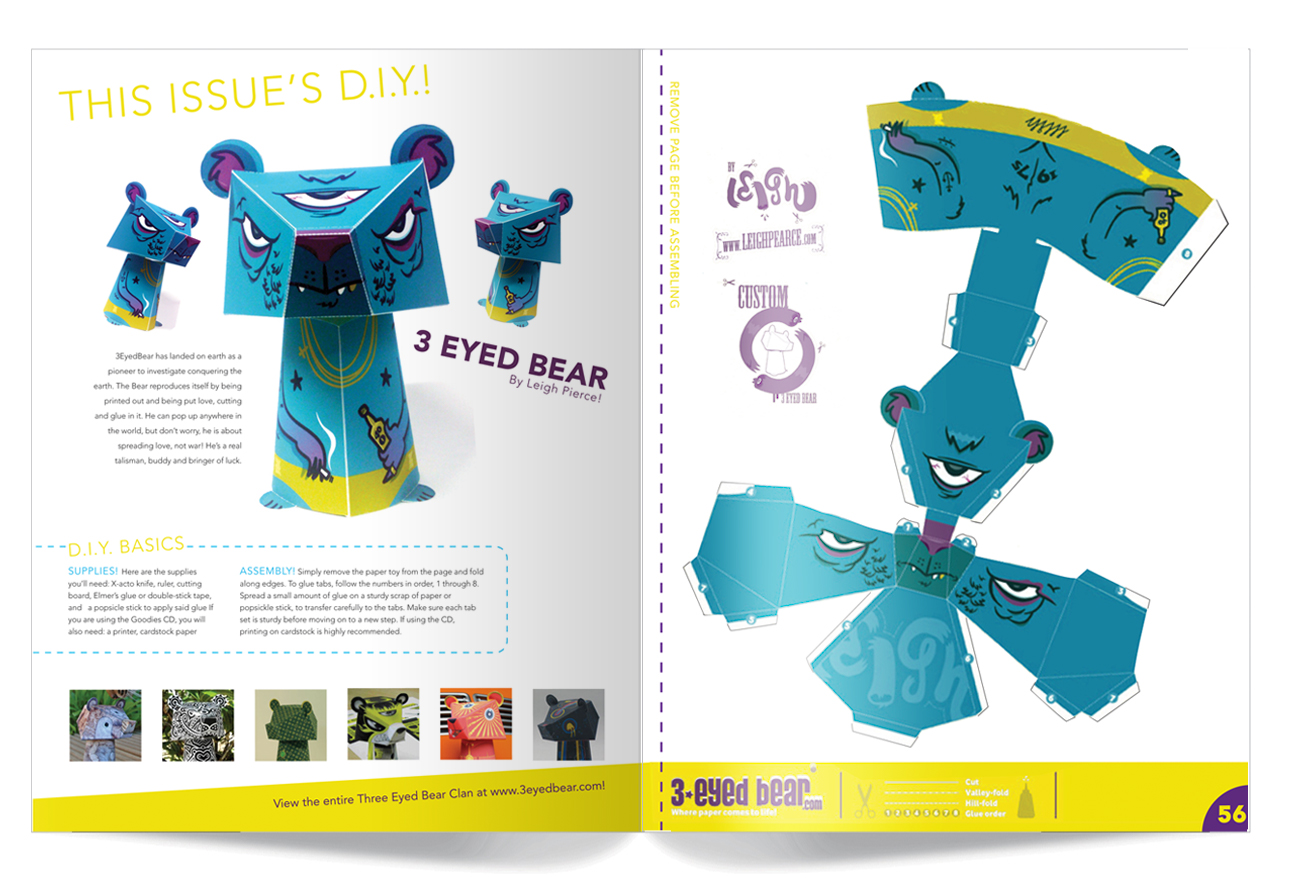 THIS ISSUE'S D.I.Y.!
3EyedBear has landed on earth as a
pioneer to investigate conquering the
earth. The Bear reproduces itself by being
printed out and being put love, cutting
and glue in it. He can pop up anywhere in
the world, but don't worry, he is about
spreading love, not war! He's a real
talisman, buddy and bringer of luck.
3 EYED BEAR
By Leigh Pierce!
D.I.Y. BASICS
SUPPLIES! Here are the supplies
you'll need: X-acto knife, ruler, cutting
board, Elmer's glue or double-stick tape,
and a popsicle stick to apply said glue If
you are using the Goodies CD, you will
also need: a printer, cardstock paper
ASSEMBLY! Simply remove the paper toy from the page and fold
along edges. To glue tabs, follow the numbers in order, 1 through 8.
Spread a small amount of glue on a sturdy scrap of paper or
popsickle stick, to transfer carefully to the tabs. Make sure each tab
set is sturdy before moving on to a new step. If using the CD,
printing on cardstock is highly recommended.
View the entire Three Eyed Bear Clan at www.3eyedbear.com!
REMOVE PAGE BEFORE ASSEMBLING
BY
leigh
www.LEIGHPEARCE.com
CUSTOM
3 EYED BEAR
19/75
leigh
3 eyed bear.com
Where paper comes to life!
Cut
Valley-fold
Hill-fold
1 2 3 4 5 6 7 8 Glue order
56